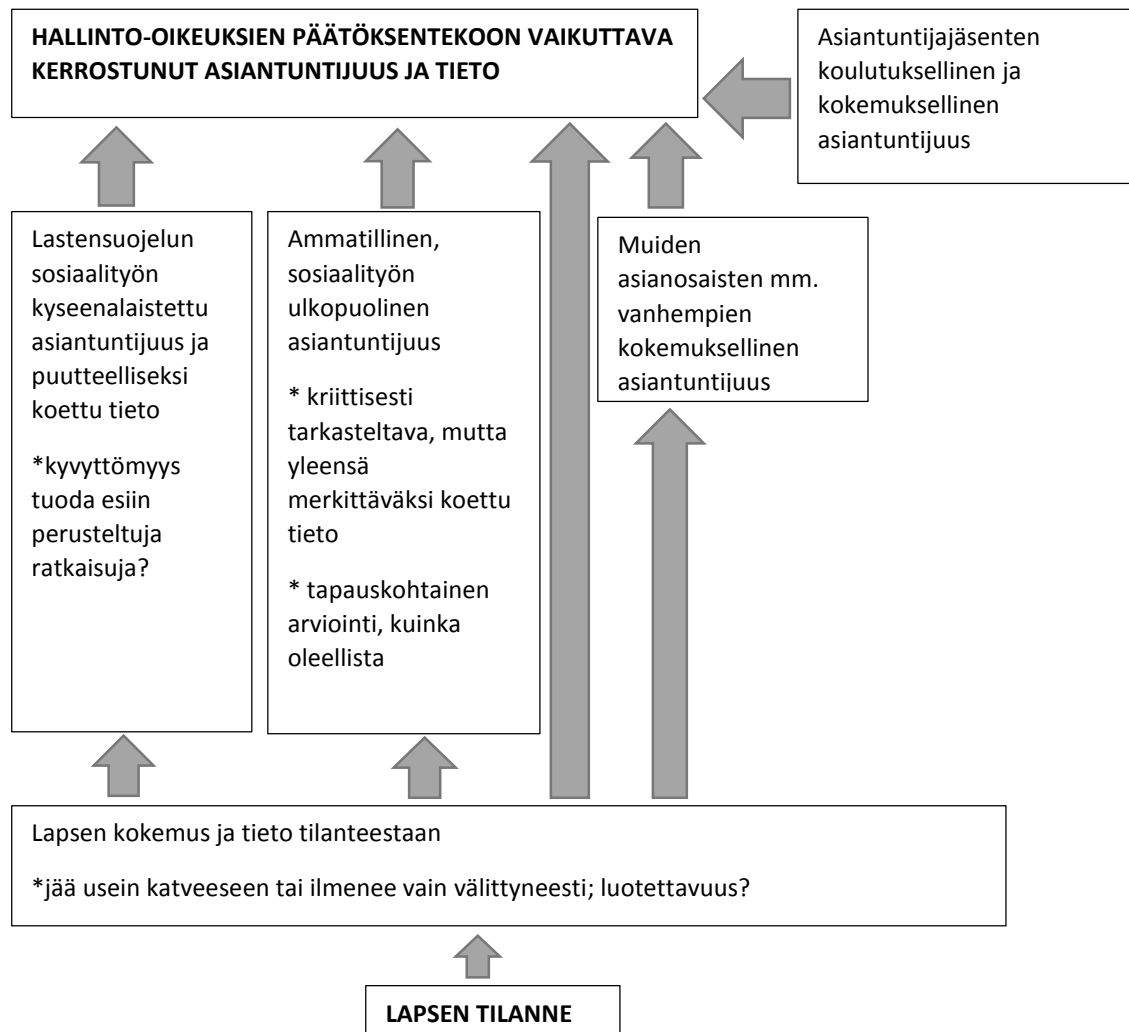 HALLINTO-OIKEUKSIEN PÄÄTÖKSENTEKOON VAIKUTTAVA
KERROSTUNUT ASIANTUNTIJUUS JA TIETO
Asiantuntijajäsenten
koulutuksellinen ja
kokemuksellinen
asiantuntijuus
Lastensuojelun
sosiaalityön
kyseenalaistettu
asiantuntijuus ja
puutteelliseksi
koettu tieto
*kyvyttömyys
tuoda esiin
perusteltuja
ratkaisuja?
Ammatillinen,
sosiaalityön
ulkopuolinen
asiantuntijuus
* kriittisesti
tarkasteltava, mutta
yleensä
merkittäväksi koettu
tieto
* tapauskohtainen
arviointi, kuinka
oleellista
Muiden
asianosaisten mm.
vanhempien
kokemuksellinen
asiantuntijuus
Lapsen kokemus ja tieto tilanteestaan
*jää usein katveeseen tai ilmenee vain välittyneesti; luotettavuus?
LAPSEN TILANNE